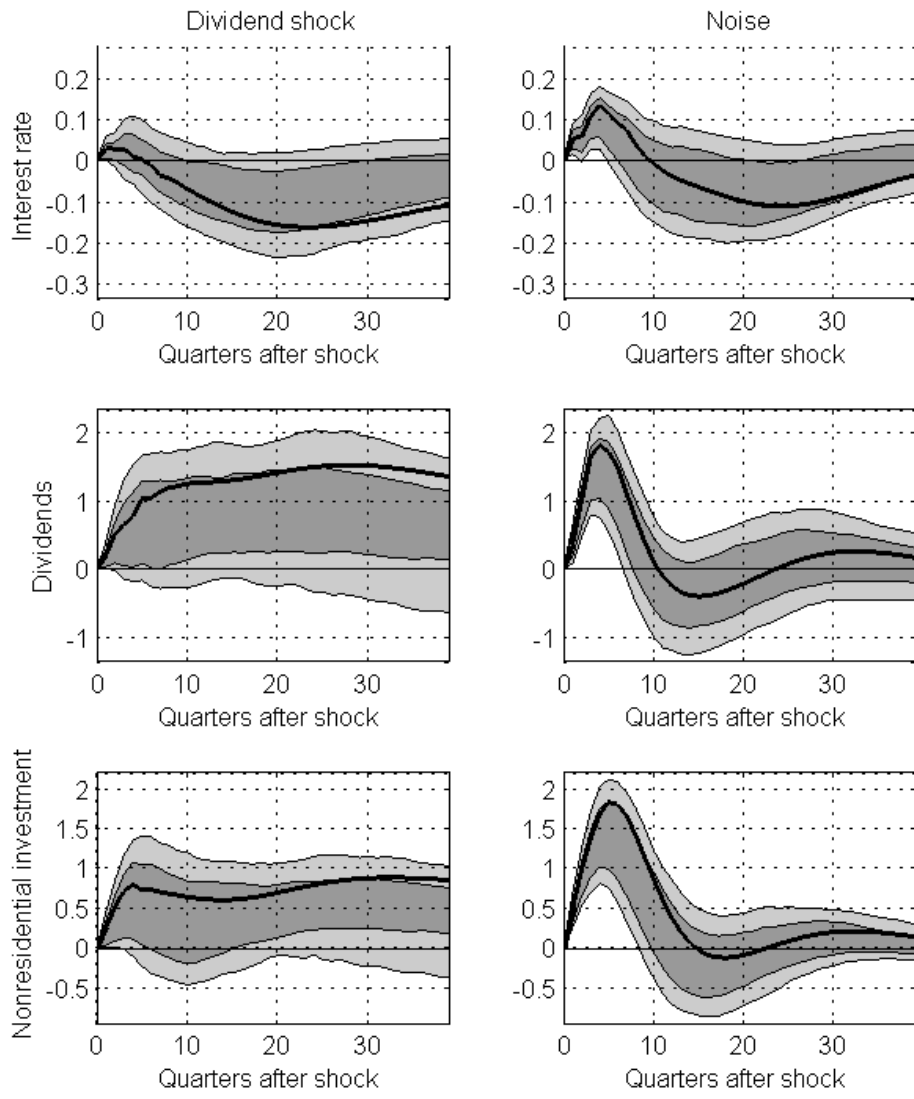 Dividend shock
Noise
Interest rate
0.2
0.1
0
-0.1
-0.2
-0.3
0 10 20 30
Quarters after shock
0.2
0.1
0
-0.1
-0.2
-0.3
0 10 20 30
Quarters after shock
Dividends
2
1
0
-1
0 10 20 30
Quarters after shock
2
1
0
-1
0 10 20 30
Quarters after shock
Nonresidential investment
2
1.5
1
0.5
0
-0.5
0 10 20 30
Quarters after shock
2
1.5
1
0.5
0
-0.5
0 10 20 30
Quarters after shock